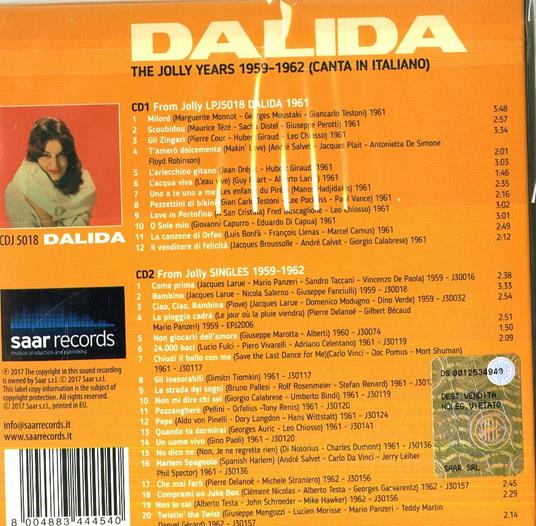 DALIDA
THE JOLLY YEARS 1959-1962 (CANTA IN ITALIANO)
CD1 From Jolly LPJ5018 DALIDA 1961
1 Milord (Marguerite Monnot - Georges Moustaki - Giancarlo Testoni) 1961 3:48
2 Scoubidou (Maurice Tézé - Sacha Distel - Giuseppe Perotti) 1961 2:57
3 Gli Zingari (Pierre Cour - Hubert Giraud - Leo Chiosso) 1961 3:34
4 T'amerò dolcemente (Makin' Love) (André Salvet - Jacques Plait - Antonietta De Simone
Floyd Robinson) 2:01
5 L'arlecchino gitano (Jean Dréjac - Hubert Giraud) 1961 3:03
6 L'acqua viva (L'eau vive) (Guy Béart - Alberto Lari) 1961 1:46
7 Uno a te uno a me (Les enfants du Pirée) (Manos Hadjidakis) 1961 2:35
8 Pezzettini di bikini (Gian Carlo Testoni - Lee Pockriss - Paul Vance) 1961 2:16
9 Love in Portofino (A San Cristina) Fred Buscaglione - Leo Chiosso) 1961 3:10
10 O Sole mio (Giovanni Capurro - Eduardo Di Capua) 1961 3:02
11 La canzone di Orfeo (Luis Bonfà - François Llenas - Marcel Camus) 1961 2:49
12 Il venditore di felicità (Jacques Broussolle - André Calvet - Giorgio Calabrese) 1961 2:12
CDJ 5018 DALIDA
CD2 From Jolly SINGLES 1959-1962
1 Come prima (Jacques Larue - Mario Panzeri - Sandro Taccani - Vincenzo De Paola) 1959 - J30016 2:38
2 Bambino (Jacques Larue - Nicola Salerno - Giuseppe Fanciulli) 1959 - J30018 3.33
3 Ciao, Ciao, Bambina (Piove) (Jacques Larue - Domenico Modugno - Dino Verde) 1959 - J30032 2:54
4 La pioggia cadrà (Le jour où la pluie viendra) (Pierre Delanoé - Gilbert Bécaud
Mario Panzeri) 1959 - EPJ2006 2.51
5 Non giocarti dell'amore (Giuseppe Marotta - Alberti) 1960 - J30074 1.50
6 24.000 baci (Lucio Fulci - Piero Vivarelli - Adriano Celentano) 1961 - J30119 2.09
7 Chiudi il ballo con me (Save the Last Dance for Me)(Carlo Vinci - Doc Pomus - Mort Shuman)
1961 - J30117
8 Gli inesorabili (Dimitri Tiomkin) 1961 - J30117
9 La strada dei sogni (Bruno Pallesi - Rolf Rosenmeier - Stefan Renard) 1961 -
10 Non mi dire chi sei (Giorgio Calabrese - Umberto Bindi) 1961 - J30119
11 Pozzanghere (Pellini - Orfelius -Tony Renis) 1961 - J30120
12 Pepe (Aldo von Pinelli - Dory Langdon - Hans Wittstatt) 1961 - J30124
13 Quando tu dormirai (Georges Auric - Leo Chiosso) 1961 - J30141
14 Un uomo vivo (Gino Paoli) 1961 - J30120
15 No dico no (Non, Je ne regrette rien) (Di Notorius - Charles Dumont) 1961 -
16 Harlem Spagnolo (Spanish Harlem) (André Salvet - Carlo Da Vinci - Jerry Leiber
Phil Spector) 1961 - J30136
17 Che mai farò (Pierre Delanoé - Michele Straniero) 1962 - J30156 2.45
18 Comprami un Juke Box (Clément Nicolas - Alberto Testa - Georges Garvarentz) 1962 - J30157 2.59
19 Non lo sai (Alberto Testa - John Schroeder - Mike Hawker) 1962 - J30156 2.29
20 Twistin' the Twist (Giuseppe Mengozzi - Lucien Morisse - Mario Panzeri - Teddy Martin
Daniel Gérard) 1962 - 2.14
saar records
musical production and publishing
℗ 2017 The copyright in this sound recording
is owned by Saar s.r.l. © 2017 Saar s.r.l.
This label copy information is the subject of
copyright protection. All rights reserved.
© 2017 Saar s.r.l., printed in EU.
info@saarrecords.it
www.saarrecords.it
8 004883 444540
DEST. VENDITA
NOLEG. VIETATO
SAAR SRL